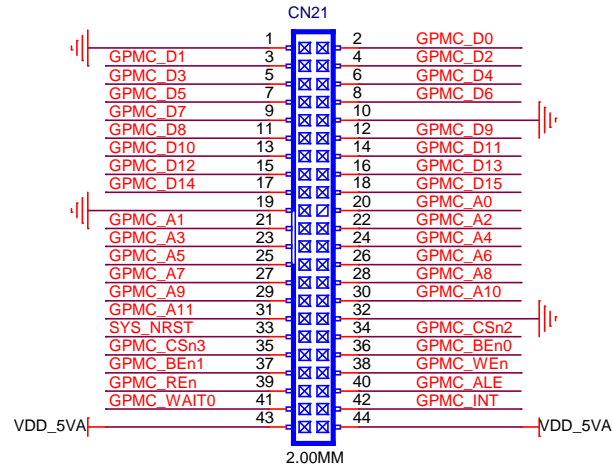 CN21
1 2 GPMC_D0
GPMC_D1 3 4 GPMC_D2
GPMC_D3 5 6 GPMC_D4
GPMC_D5 7 8 GPMC_D6
GPMC_D7 9 10
GPMC_D8 11 12 GPMC_D9
GPMC_D10 13 14 GPMC_D11
GPMC_D12 15 16 GPMC_D13
GPMC_D14 17 18 GPMC_D15
19 20 GPMC_A0
GPMC_A1 21 22 GPMC_A2
GPMC_A3 23 24 GPMC_A4
GPMC_A5 25 26 GPMC_A6
GPMC_A7 27 28 GPMC_A8
GPMC_A9 29 30 GPMC_A10
GPMC_A11 31 32
SYS_NRST 33 34 GPMC_CSn2
GPMC_CSn3 35 36 GPMC_BEn0
GPMC_BEn1 37 38 GPMC_WEn
GPMC_REn 39 40 GPMC_ALE
GPMC_WAIT0 41 42 GPMC_INT
VDD_5VA 43 44 VDD_5VA
2.00MM